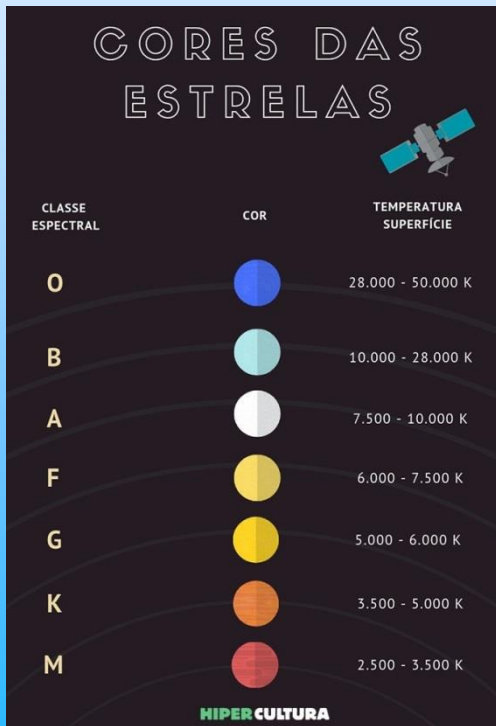 CORES DAS
ESTRELAS
CLASSE
ESPECTRAL
COR
TEMPERATURA
SUPERFÍCIE
O 28.000 - 50.000 K
B 10.000 - 28.000 K
A 7.500 - 10.000 K
F 6.000 - 7.500 K
G 5.000 - 6.000 K
K 3.500 - 5.000 K
M 2.500 - 3.500 K
HIPERCULTURA